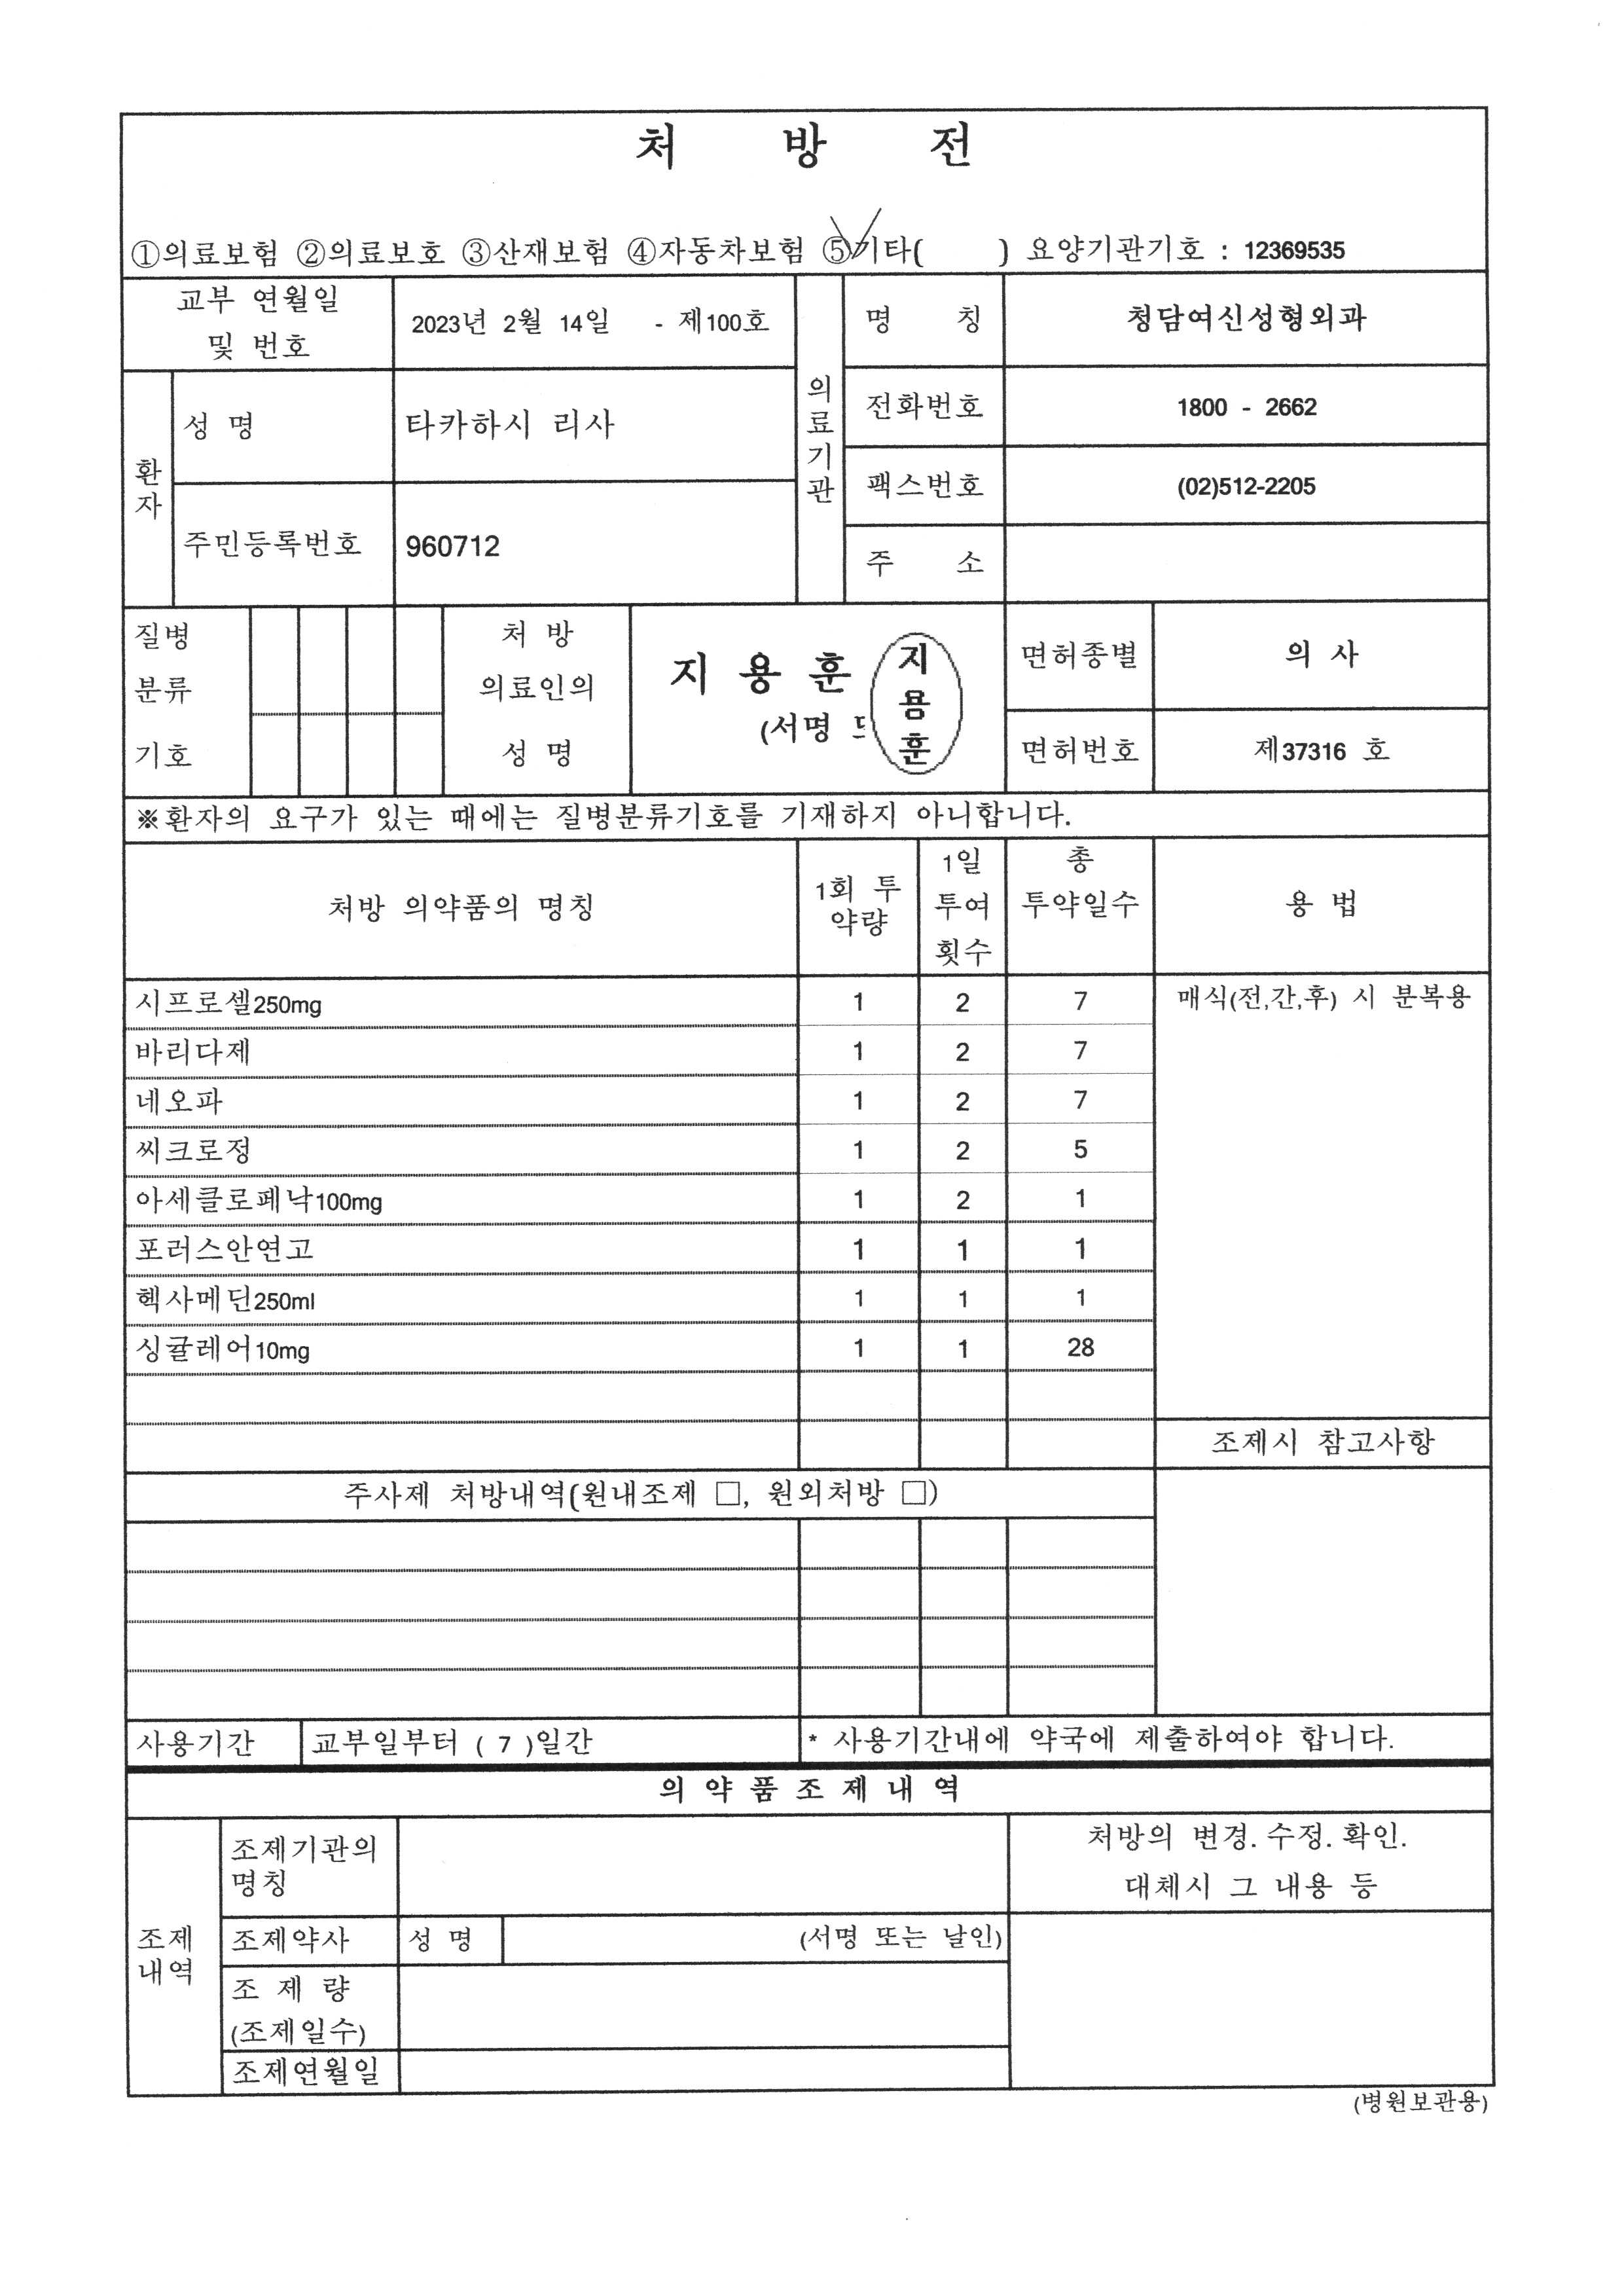 처 방 전
①의료보험 ②의료보호 ③산재보험 ④자동차보험 ⑤기타( ) 요양기관기호 : 12369535
교부 연월일
및 번호
2023년 2월 14일 - 제100호
환자
성 명
타카하시 리사
주민등록번호
960712
의료기관
명 칭
청담여신성형외과
전화번호
1800 - 2662
팩스번호
(02)512-2205
주 소
질병
분류
기호
처 방
의료인의
성 명
지 용 훈
(서명
지용훈
면허종별
의 사
면허번호
제37316 호
※환자의 요구가 있는 때에는 질병분류기호를 기재하지 아니합니다.
처방 의약품의 명칭
1회 투
약량
1일
투여
횟수
총
투약일수
용 법
시프로셀250mg 1 2 7 매식(전,간,후) 시 분복용
바리다제 1 2 7
네오파 1 2 7
씨크로정 1 2 5
아세클로페낙100mg 1 2 1
포러스안연고 1 1 1
헥사메딘250ml 1 1 1
싱귤레어10mg 1 1 28
조제시 참고사항
주사제 처방내역(원내조제 □, 원외처방 □)
사용기간 교부일부터 ( 7 )일간 * 사용기간내에 약국에 제출하여야 합니다.
의 약 품 조 제 내 역
조제
내역
조제기관의
명칭
처방의 변경. 수정. 확인.
대체시 그 내용 등
조제약사 성 명 (서명 또는 날인)
조 제 량
(조제일수)
조제연월일
(병원보관용)